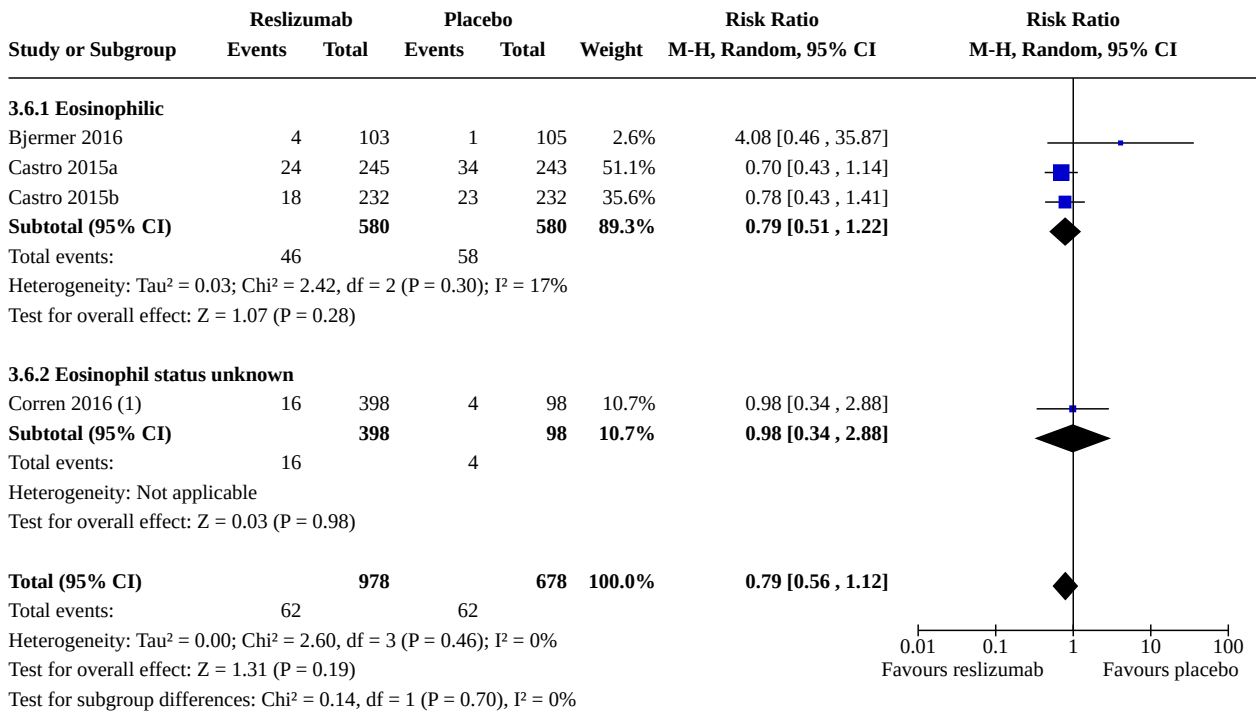 Reslizumab Placebo Risk Ratio Risk Ratio
Study or Subgroup Events Total Events Total Weight M-H, Random, 95% CI M-H, Random, 95% CI
3.6.1 Eosinophilic
Bjermer 2016 4 103 1 105 2.6% 4.08 [0.46 , 35.87]
Castro 2015a 24 245 34 243 51.1% 0.70 [0.43 , 1.14]
Castro 2015b 18 232 23 232 35.6% 0.78 [0.43 , 1.41]
Subtotal (95% CI) 580 580 89.3% 0.79 [0.51 , 1.22]
Total events: 46 58
Heterogeneity: Tau² = 0.03; Chi² = 2.42, df = 2 (P = 0.30); I² = 17%
Test for overall effect: Z = 1.07 (P = 0.28)
3.6.2 Eosinophil status unknown
Corren 2016 (1) 16 398 4 98 10.7% 0.98 [0.34 , 2.88]
Subtotal (95% CI) 398 98 10.7% 0.98 [0.34 , 2.88]
Total events: 16 4
Heterogeneity: Not applicable
Test for overall effect: Z = 0.03 (P = 0.98)
Total (95% CI) 978 678 100.0% 0.79 [0.56 , 1.12]
Total events: 62 62
Heterogeneity: Tau² = 0.00; Chi² = 2.60, df = 3 (P = 0.46); I² = 0%
0.01 0.1 1 10 100
Test for overall effect: Z = 1.31 (P = 0.19) Favours reslizumab Favours placebo
Test for subgroup differences: Chi² = 0.14, df = 1 (P = 0.70), I² = 0%